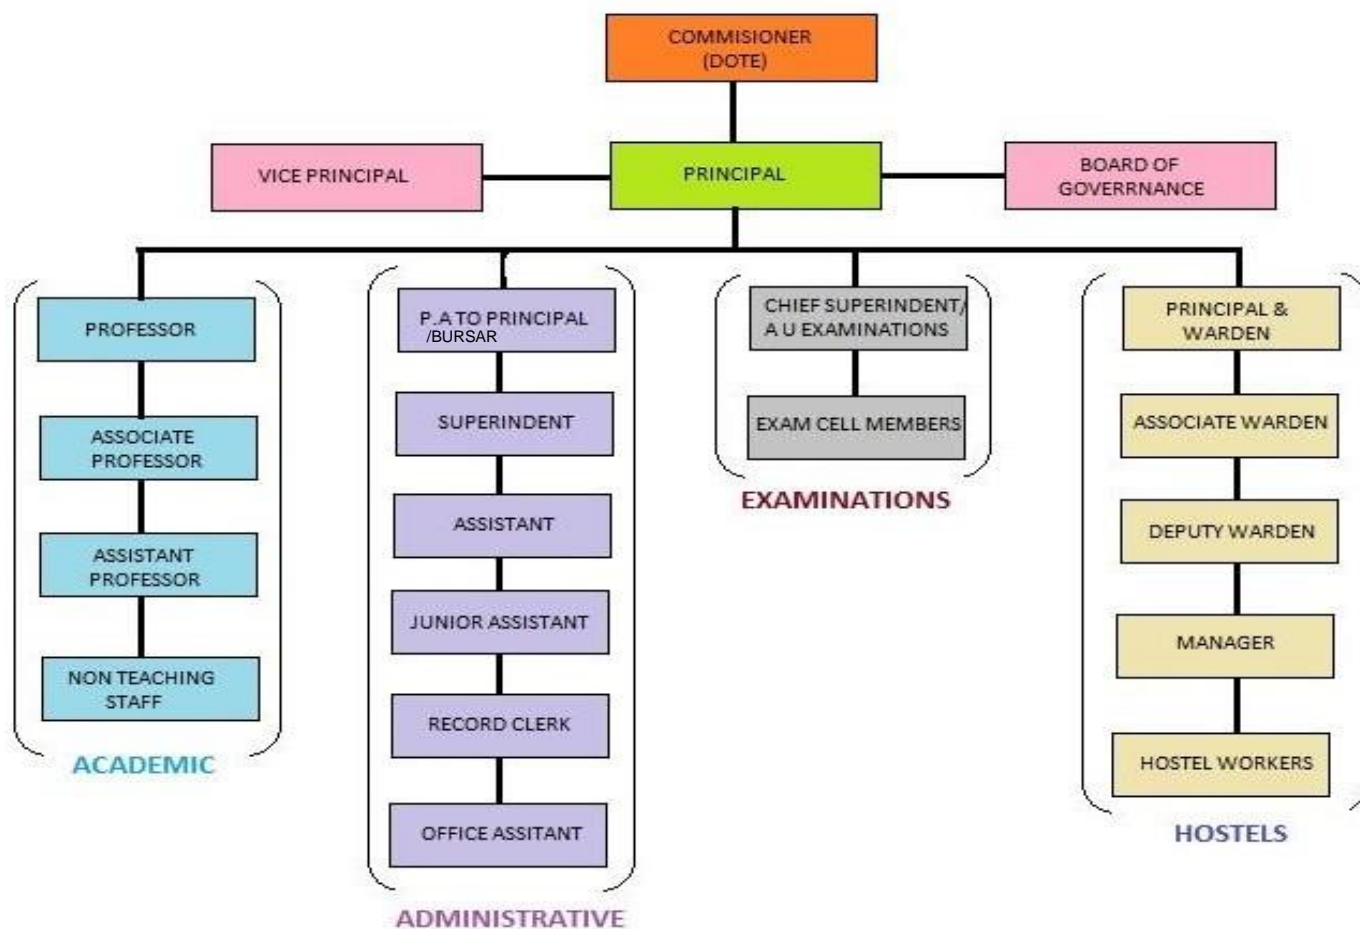 COMMISIONER
(DOTE)
VICE PRINCIPAL
PRINCIPAL
BOARD OF
GOVERRNANCE
PROFESSOR
ASSOCIATE
PROFESSOR
ASSISTANT
PROFESSOR
NON TEACHING
STAFF
ACADEMIC
P.A TO PRINCIPAL
/BURSAR
SUPERINDENT
ASSISTANT
JUNIOR ASSISTANT
RECORD CLERK
OFFICE ASSITANT
ADMINISTRATIVE
CHIEF SUPERINDENT/
A U EXAMINATIONS
EXAM CELL MEMBERS
EXAMINATIONS
PRINCIPAL &
WARDEN
ASSOCIATE WARDEN
DEPUTY WARDEN
MANAGER
HOSTEL WORKERS
HOSTELS